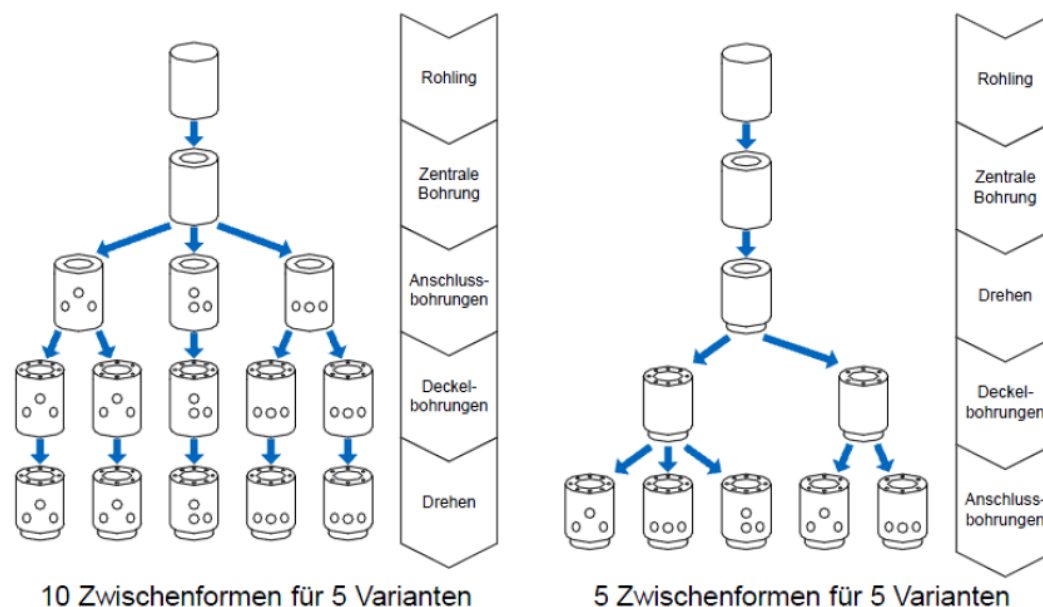 Rohling
Zentrale
Bohrung
Anschluss-
bohrungen
Deckel-
bohrungen
Drehen
10 Zwischenformen für 5 Varianten
Rohling
Zentrale
Bohrung
Drehen
Deckel-
bohrungen
Anschluss-
bohrungen
5 Zwischenformen für 5 Varianten